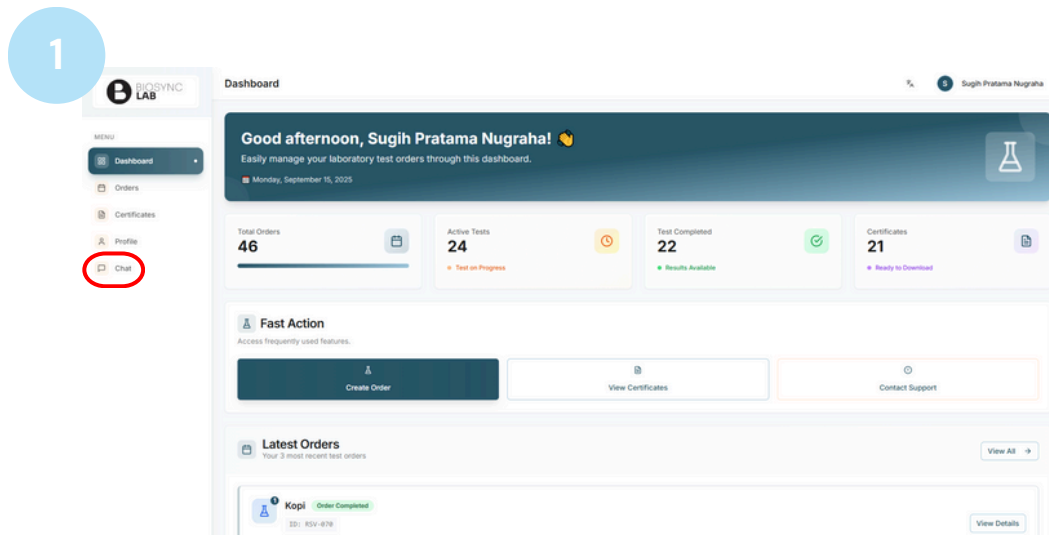 1
BIOSYNC
LAB
Dashboard
S
Sugih Pratama Nugraha
MENU
Dashboard
Orders
Certificates
Profile
Chat
Good afternoon, Sugih Pratama Nugraha! 👋
Easily manage your laboratory test orders through this dashboard.
Monday, September 15, 2025
Total Orders
46
Active Tests
24
Test on Progress
Test Completed
22
Results Available
Certificates
21
Ready to Download
Fast Action
Access frequently used features.
Create Order
View Certificates
Contact Support
Latest Orders
Your 3 most recent test orders
View All →
1
Kopi
Order Completed
ID: RSV-070
View Details